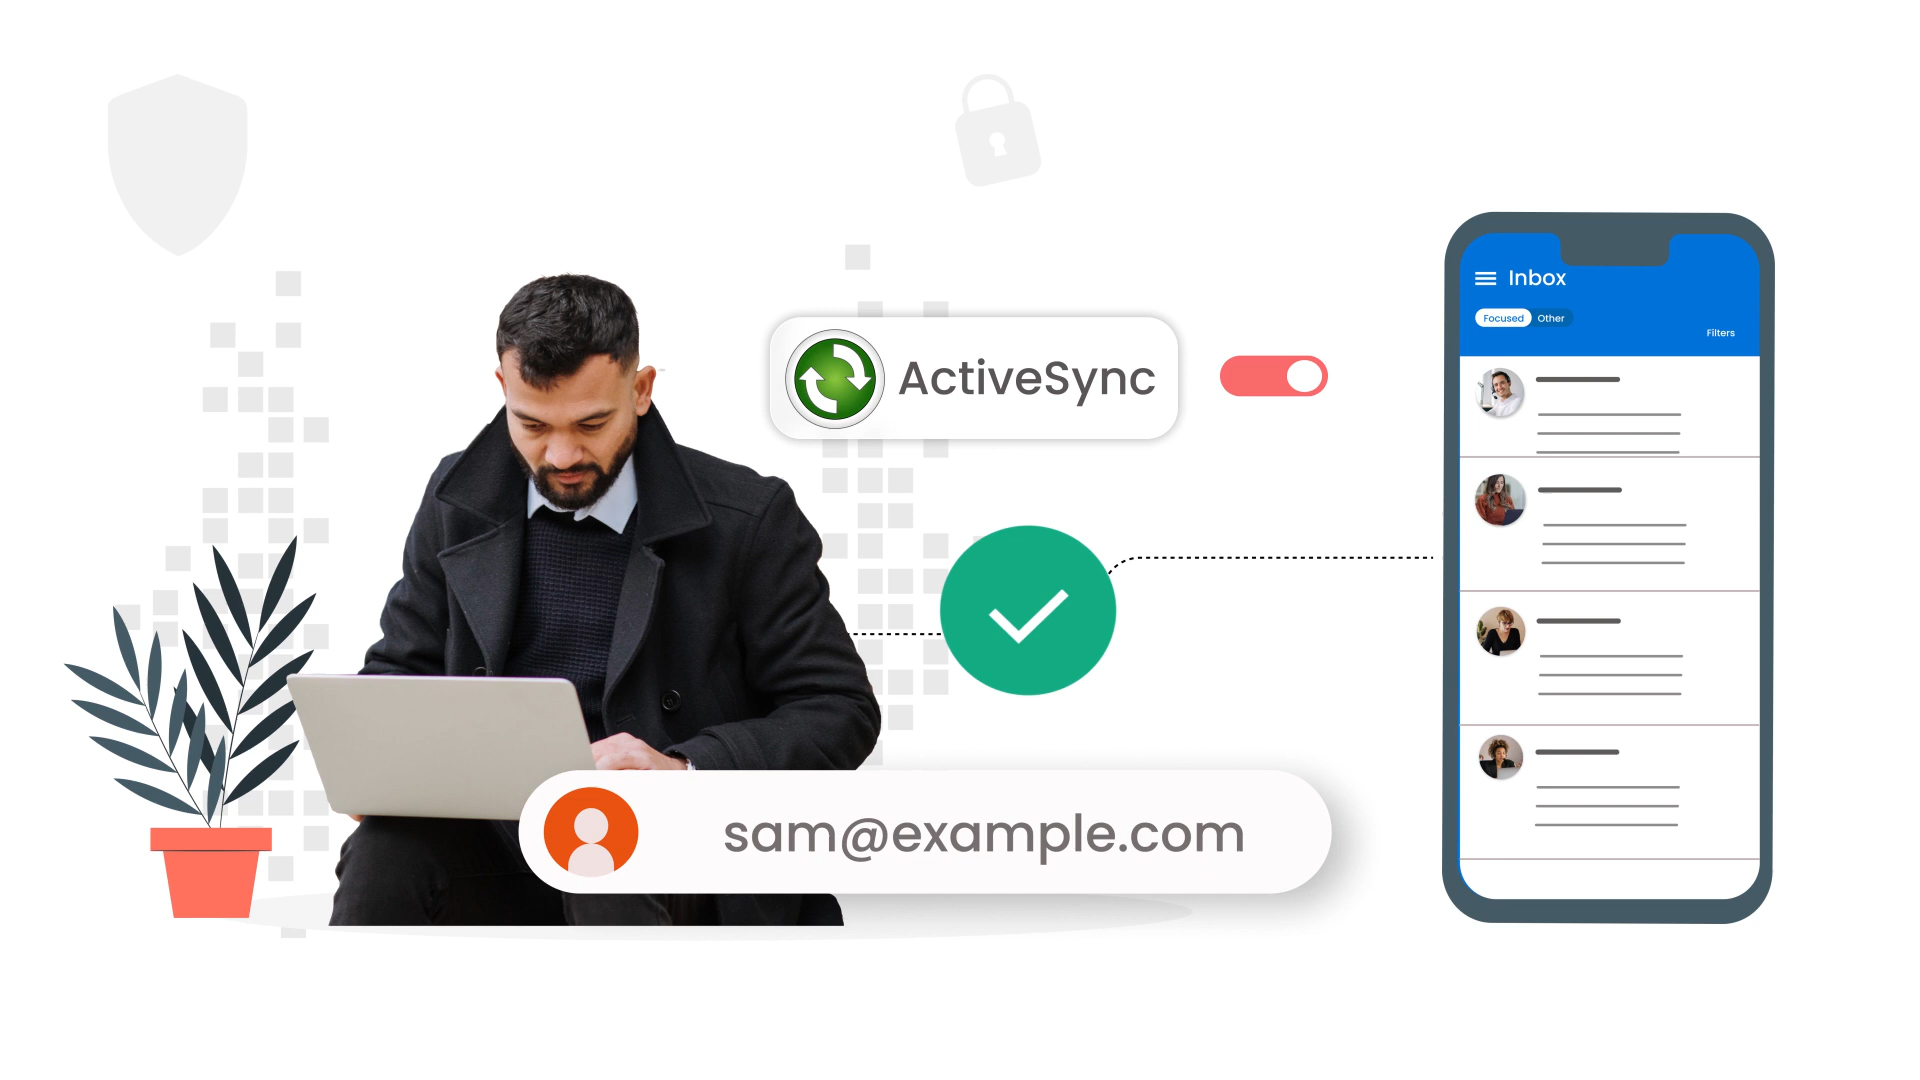 ActiveSync
sam@example.com
Inbox
Focused Other
Filters